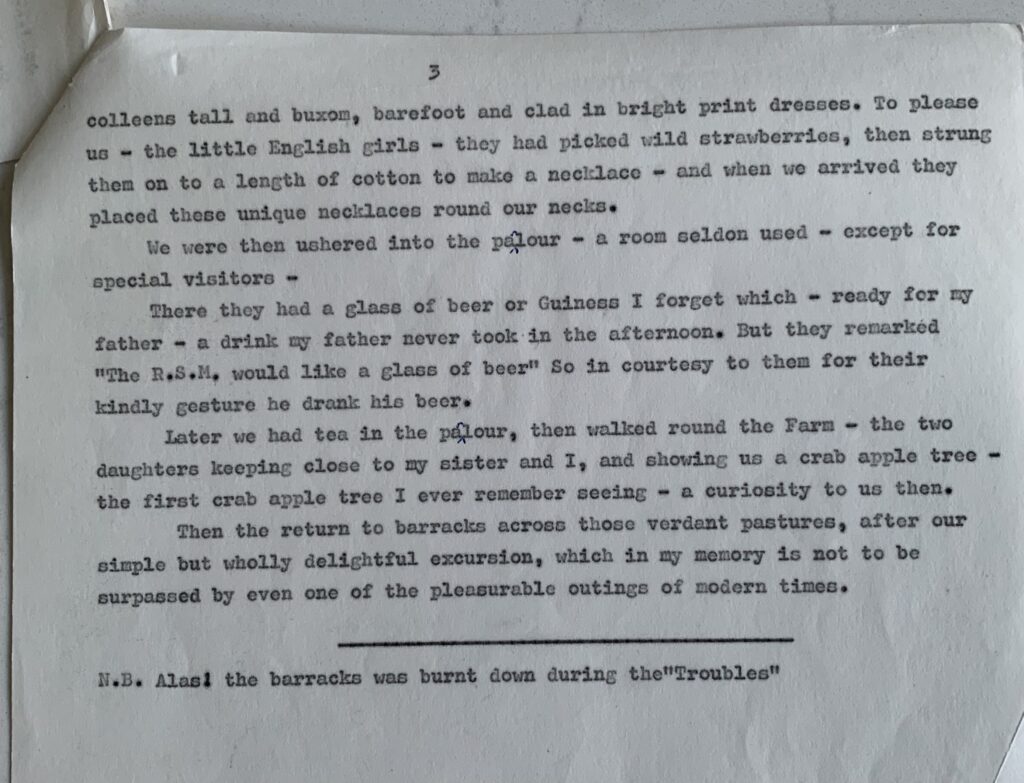 3
colleens tall and buxom, barefoot and clad in bright print dresses. To please
us - the little English girls - they had picked wild strawberries, then strung
them on to a length of cotton to make a necklace - and when we arrived they
placed these unique necklaces round our necks.
We were then ushered into the palour - a room seldon used - except for
special visitors -
There they had a glass of beer or Guiness I forget which - ready for my
father - a drink my father never took in the afternoon. But they remarked
"The R.S.M. would like a glass of beer" So in courtesy to them for their
kindly gesture he drank his beer.
Later we had tea in the palour, then walked round the Farm - the two
daughters keeping close to my sister and I, and showing us a crab apple tree -
the first crab apple tree I ever remember seeing - a curiosity to us then.
Then the return to barracks across those verdant pastures, after our
simple but wholly delightful excursion, which in my memory is not to be
surpassed by even one of the pleasurable outings of modern times.
N.B. Alas! the barracks was burnt down during the"Troubles"